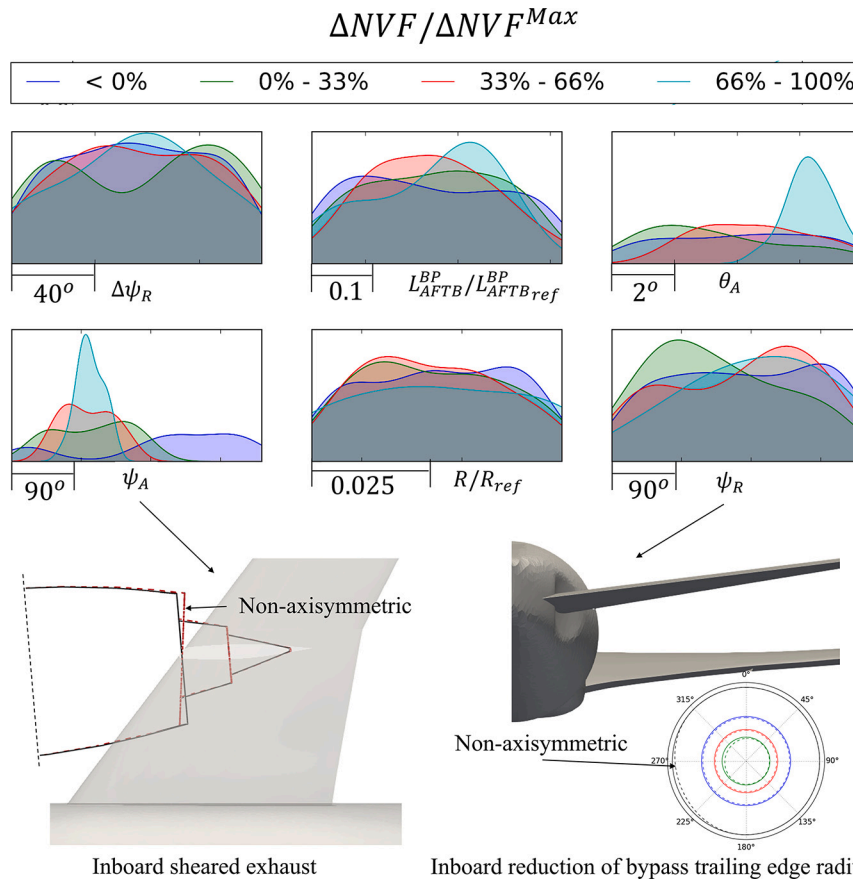 ΔNVF/ΔNVF^Max
< 0% 0% - 33% 33% - 66% 66% - 100%
40° Δψ_R
0.1 L^BP_AFTB/L^BP_AFTB_ref
2° θ_A
90° ψ_A
0.025 R/R_ref
90° ψ_R
Non-axisymmetric
Non-axisymmetric
0°
315° 45°
270° 90°
225° 135°
180°
Inboard sheared exhaust
Inboard reduction of bypass trailing edge radi